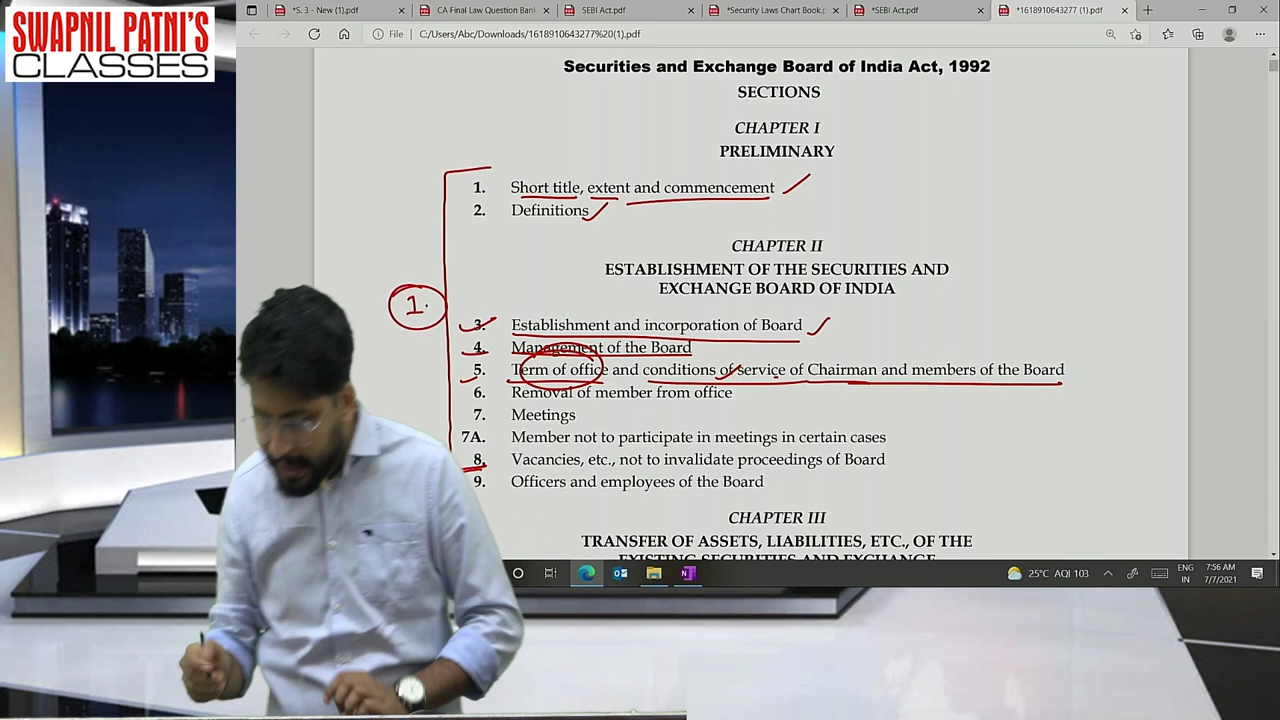 SWAPNIL PATNI'S
CLASSES
*S. 3 - New (1).pdf
CA Final Law Question Bank
SEBI Act.pdf
*Security Laws Chart Book.p
*SEBI Act.pdf
*1618910643277 (1).pdf
File
C:/Users/Abc/Downloads/1618910643277%20(1).pdf
Securities and Exchange Board of India Act, 1992
SECTIONS
CHAPTER I
PRELIMINARY
1. Short title, extent and commencement
2. Definitions
CHAPTER II
ESTABLISHMENT OF THE SECURITIES AND
EXCHANGE BOARD OF INDIA
1.
3. Establishment and incorporation of Board
4. Management of the Board
5. Term of office and conditions of service of Chairman and members of the Board
6. Removal of member from office
7. Meetings
7A. Member not to participate in meetings in certain cases
8. Vacancies, etc., not to invalidate proceedings of Board
9. Officers and employees of the Board
CHAPTER III
TRANSFER OF ASSETS, LIABILITIES, ETC., OF THE
EXISTING SECURITIES AND EXCHANGE
25°C AQI 103
ENG
IN
7:56 AM
7/7/2021